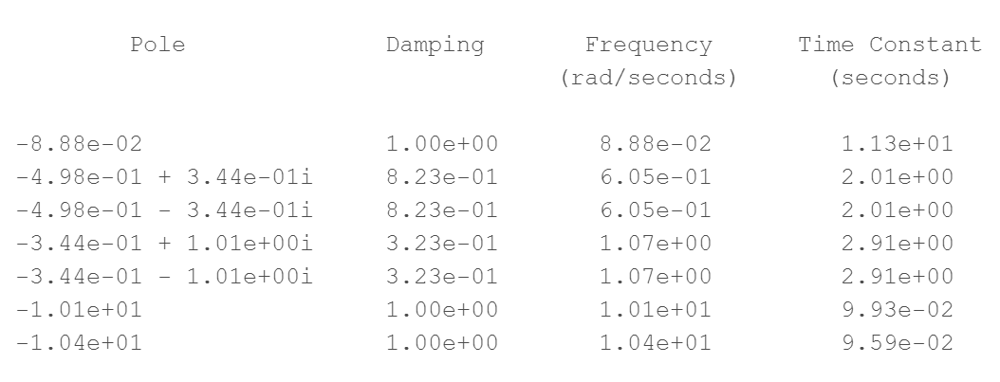 Pole Damping Frequency Time Constant
(rad/seconds) (seconds)
-8.88e-02 1.00e+00 8.88e-02 1.13e+01
-4.98e-01 + 3.44e-01i 8.23e-01 6.05e-01 2.01e+00
-4.98e-01 - 3.44e-01i 8.23e-01 6.05e-01 2.01e+00
-3.44e-01 + 1.01e+00i 3.23e-01 1.07e+00 2.91e+00
-3.44e-01 - 1.01e+00i 3.23e-01 1.07e+00 2.91e+00
-1.01e+01 1.00e+00 1.01e+01 9.93e-02
-1.04e+01 1.00e+00 1.04e+01 9.59e-02